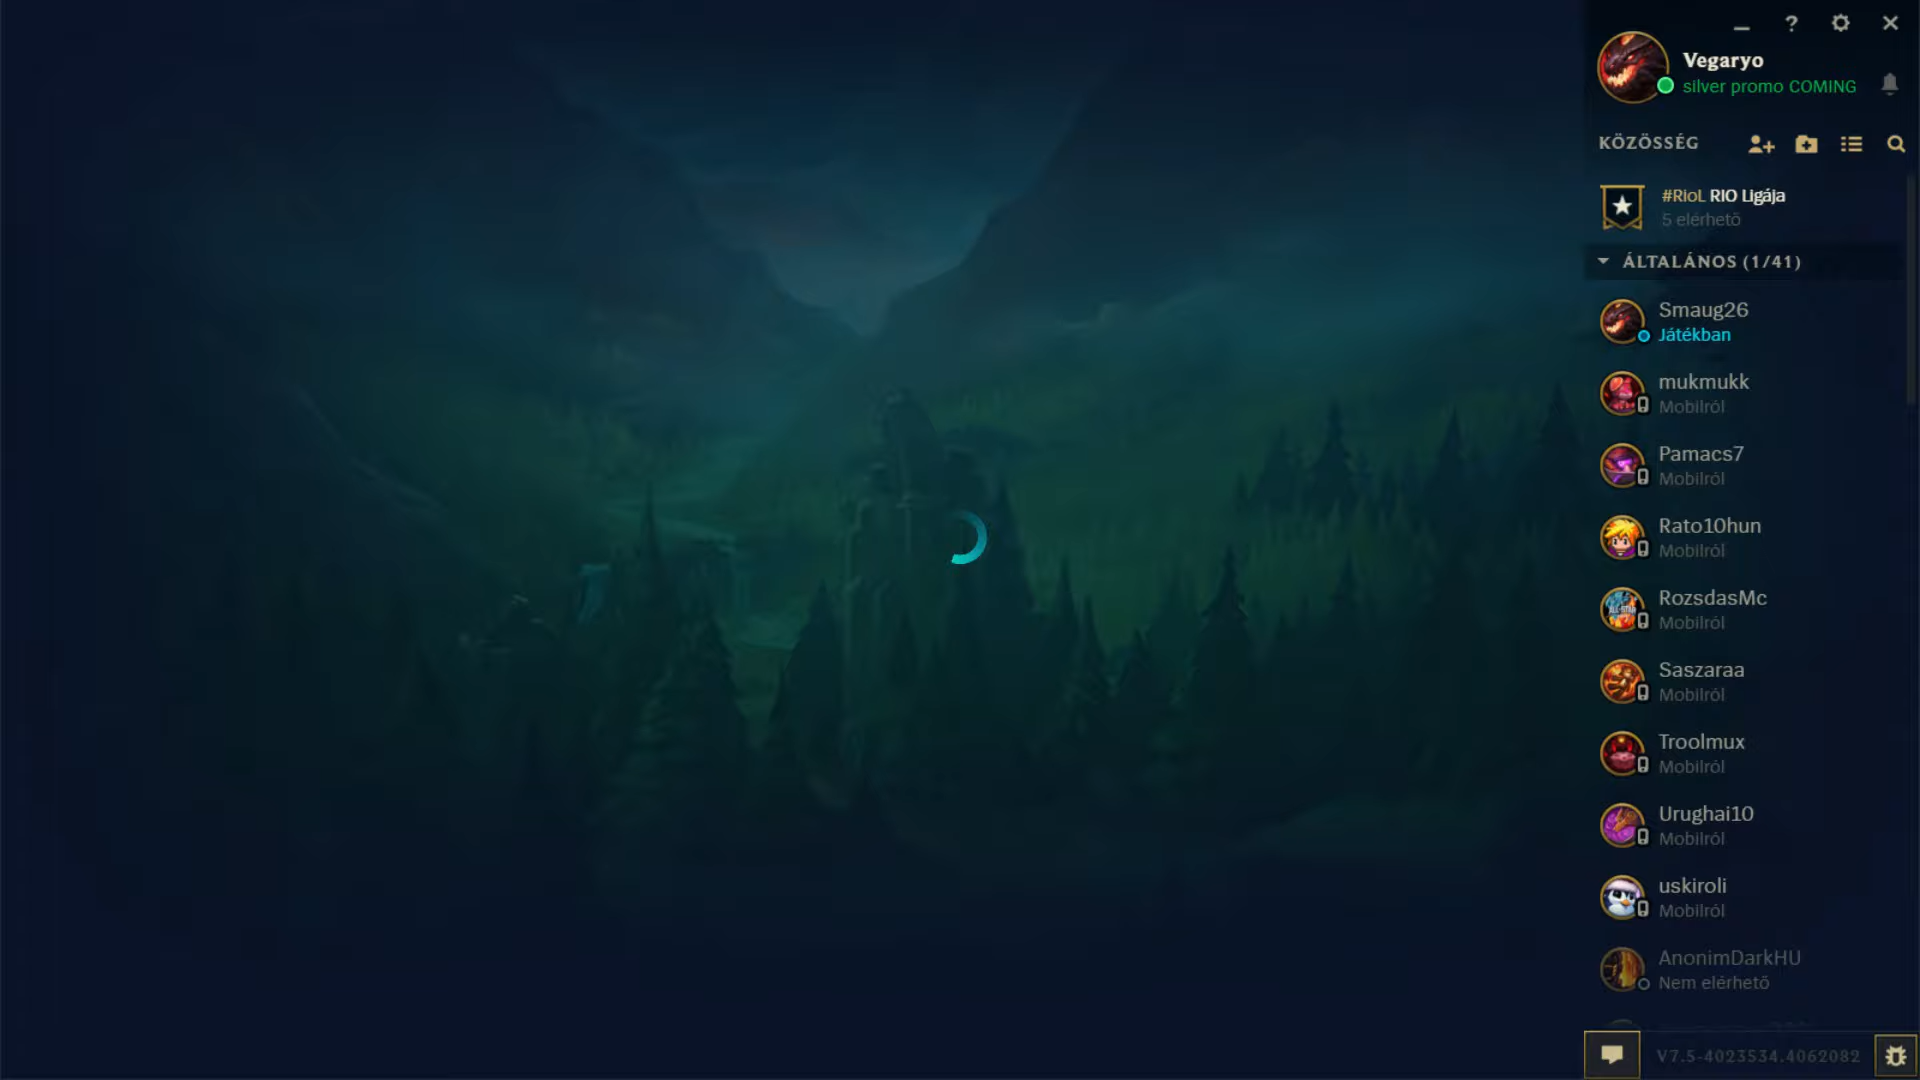 Vegaryo
silver promo COMING
KÖZÖSSÉG
#RioL RIO Ligája
5 elérhető
ÁLTALÁNOS (1/41)
Smaug26
Játékban
mukmukk
Mobilról
Pamacs7
Mobilról
Rato10hun
Mobilról
RozsdasMc
Mobilról
Saszaraa
Mobilról
Troolmux
Mobilról
Urughai10
Mobilról
uskiroli
Mobilról
AnonimDarkHU
Nem elérhető
V7.5-4023534.4062082